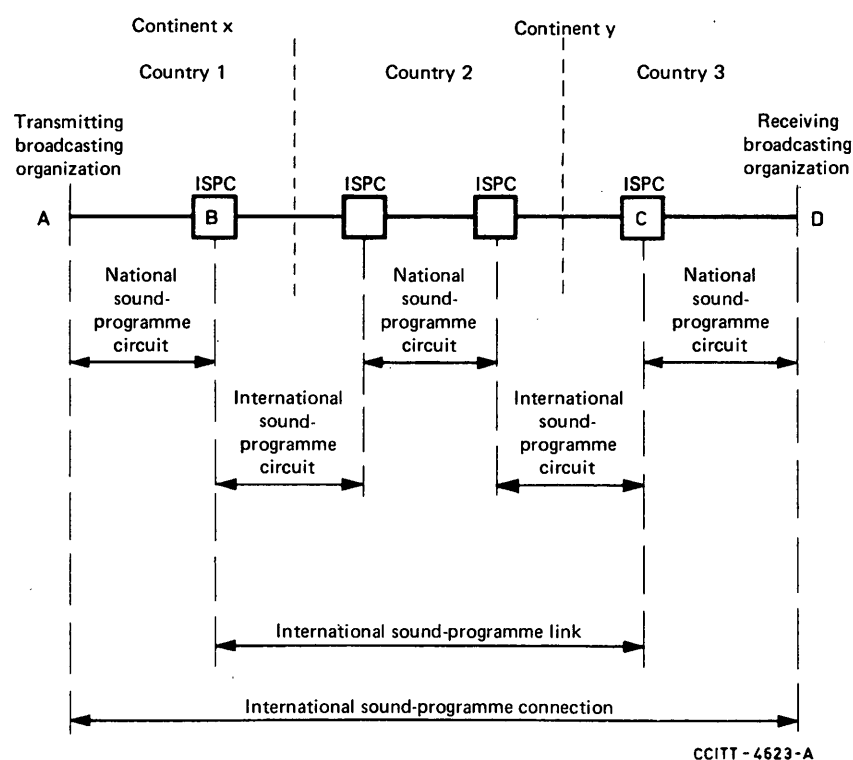 Continent x
Continent y
Country 1
Country 2
Country 3
Transmitting
broadcasting
organization
Receiving
broadcasting
organization
ISPC
ISPC
ISPC
ISPC
A
B
C
D
National
sound-
programme
circuit
National
sound-
programme
circuit
National
sound-
programme
circuit
International
sound-
programme
circuit
International
sound-
programme
circuit
International sound-programme link
International sound-programme connection
CCITT - 4623-A